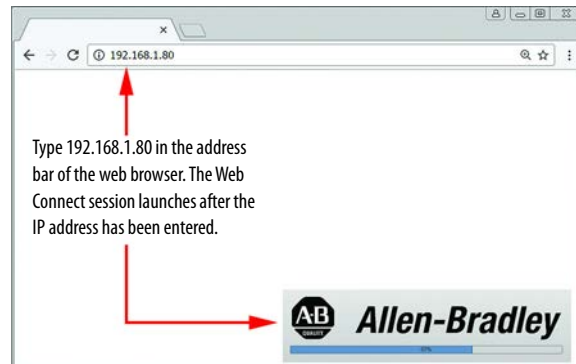 192.168.1.80
Type 192.168.1.80 in the address
bar of the web browser. The Web
Connect session launches after the
IP address has been entered.
A-B
QUALITY
Allen-Bradley